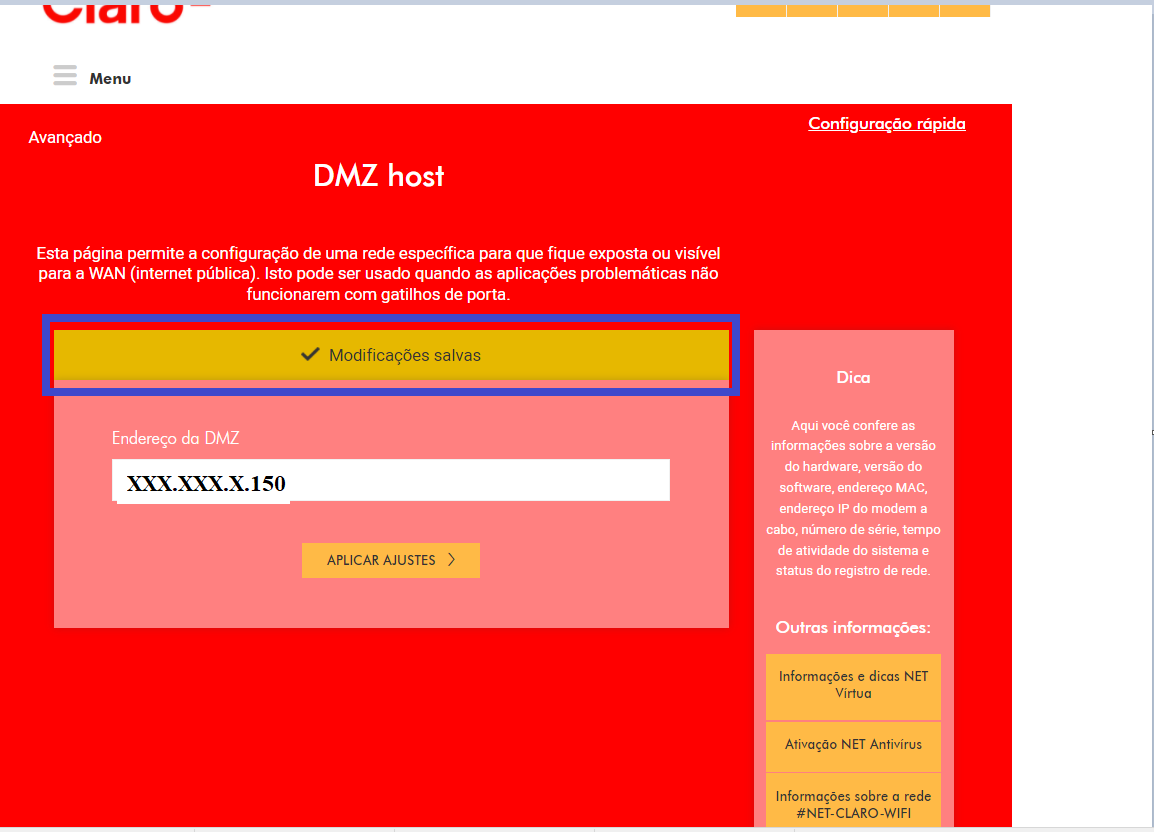 Claro
Menu
Configuração rápida
Avançado
DMZ host
Esta página permite a configuração de uma rede específica para que fique exposta ou visível
para a WAN (internet pública). Isto pode ser usado quando as aplicações problemáticas não
funcionarem com gatilhos de porta.
Modificações salvas
Endereço da DMZ
XXX.XXX.X.150
APLICAR AJUSTES
Dica
Aqui você confere as
informações sobre a versão
do hardware, versão do
software, endereço MAC,
endereço IP do modem a
cabo, número de série, tempo
de atividade do sistema e
status do registro de rede.
Outras informações:
Informações e dicas NET
Virtua
Ativação NET Antivírus
Informações sobre a rede
#NET-CLARO-WIFI